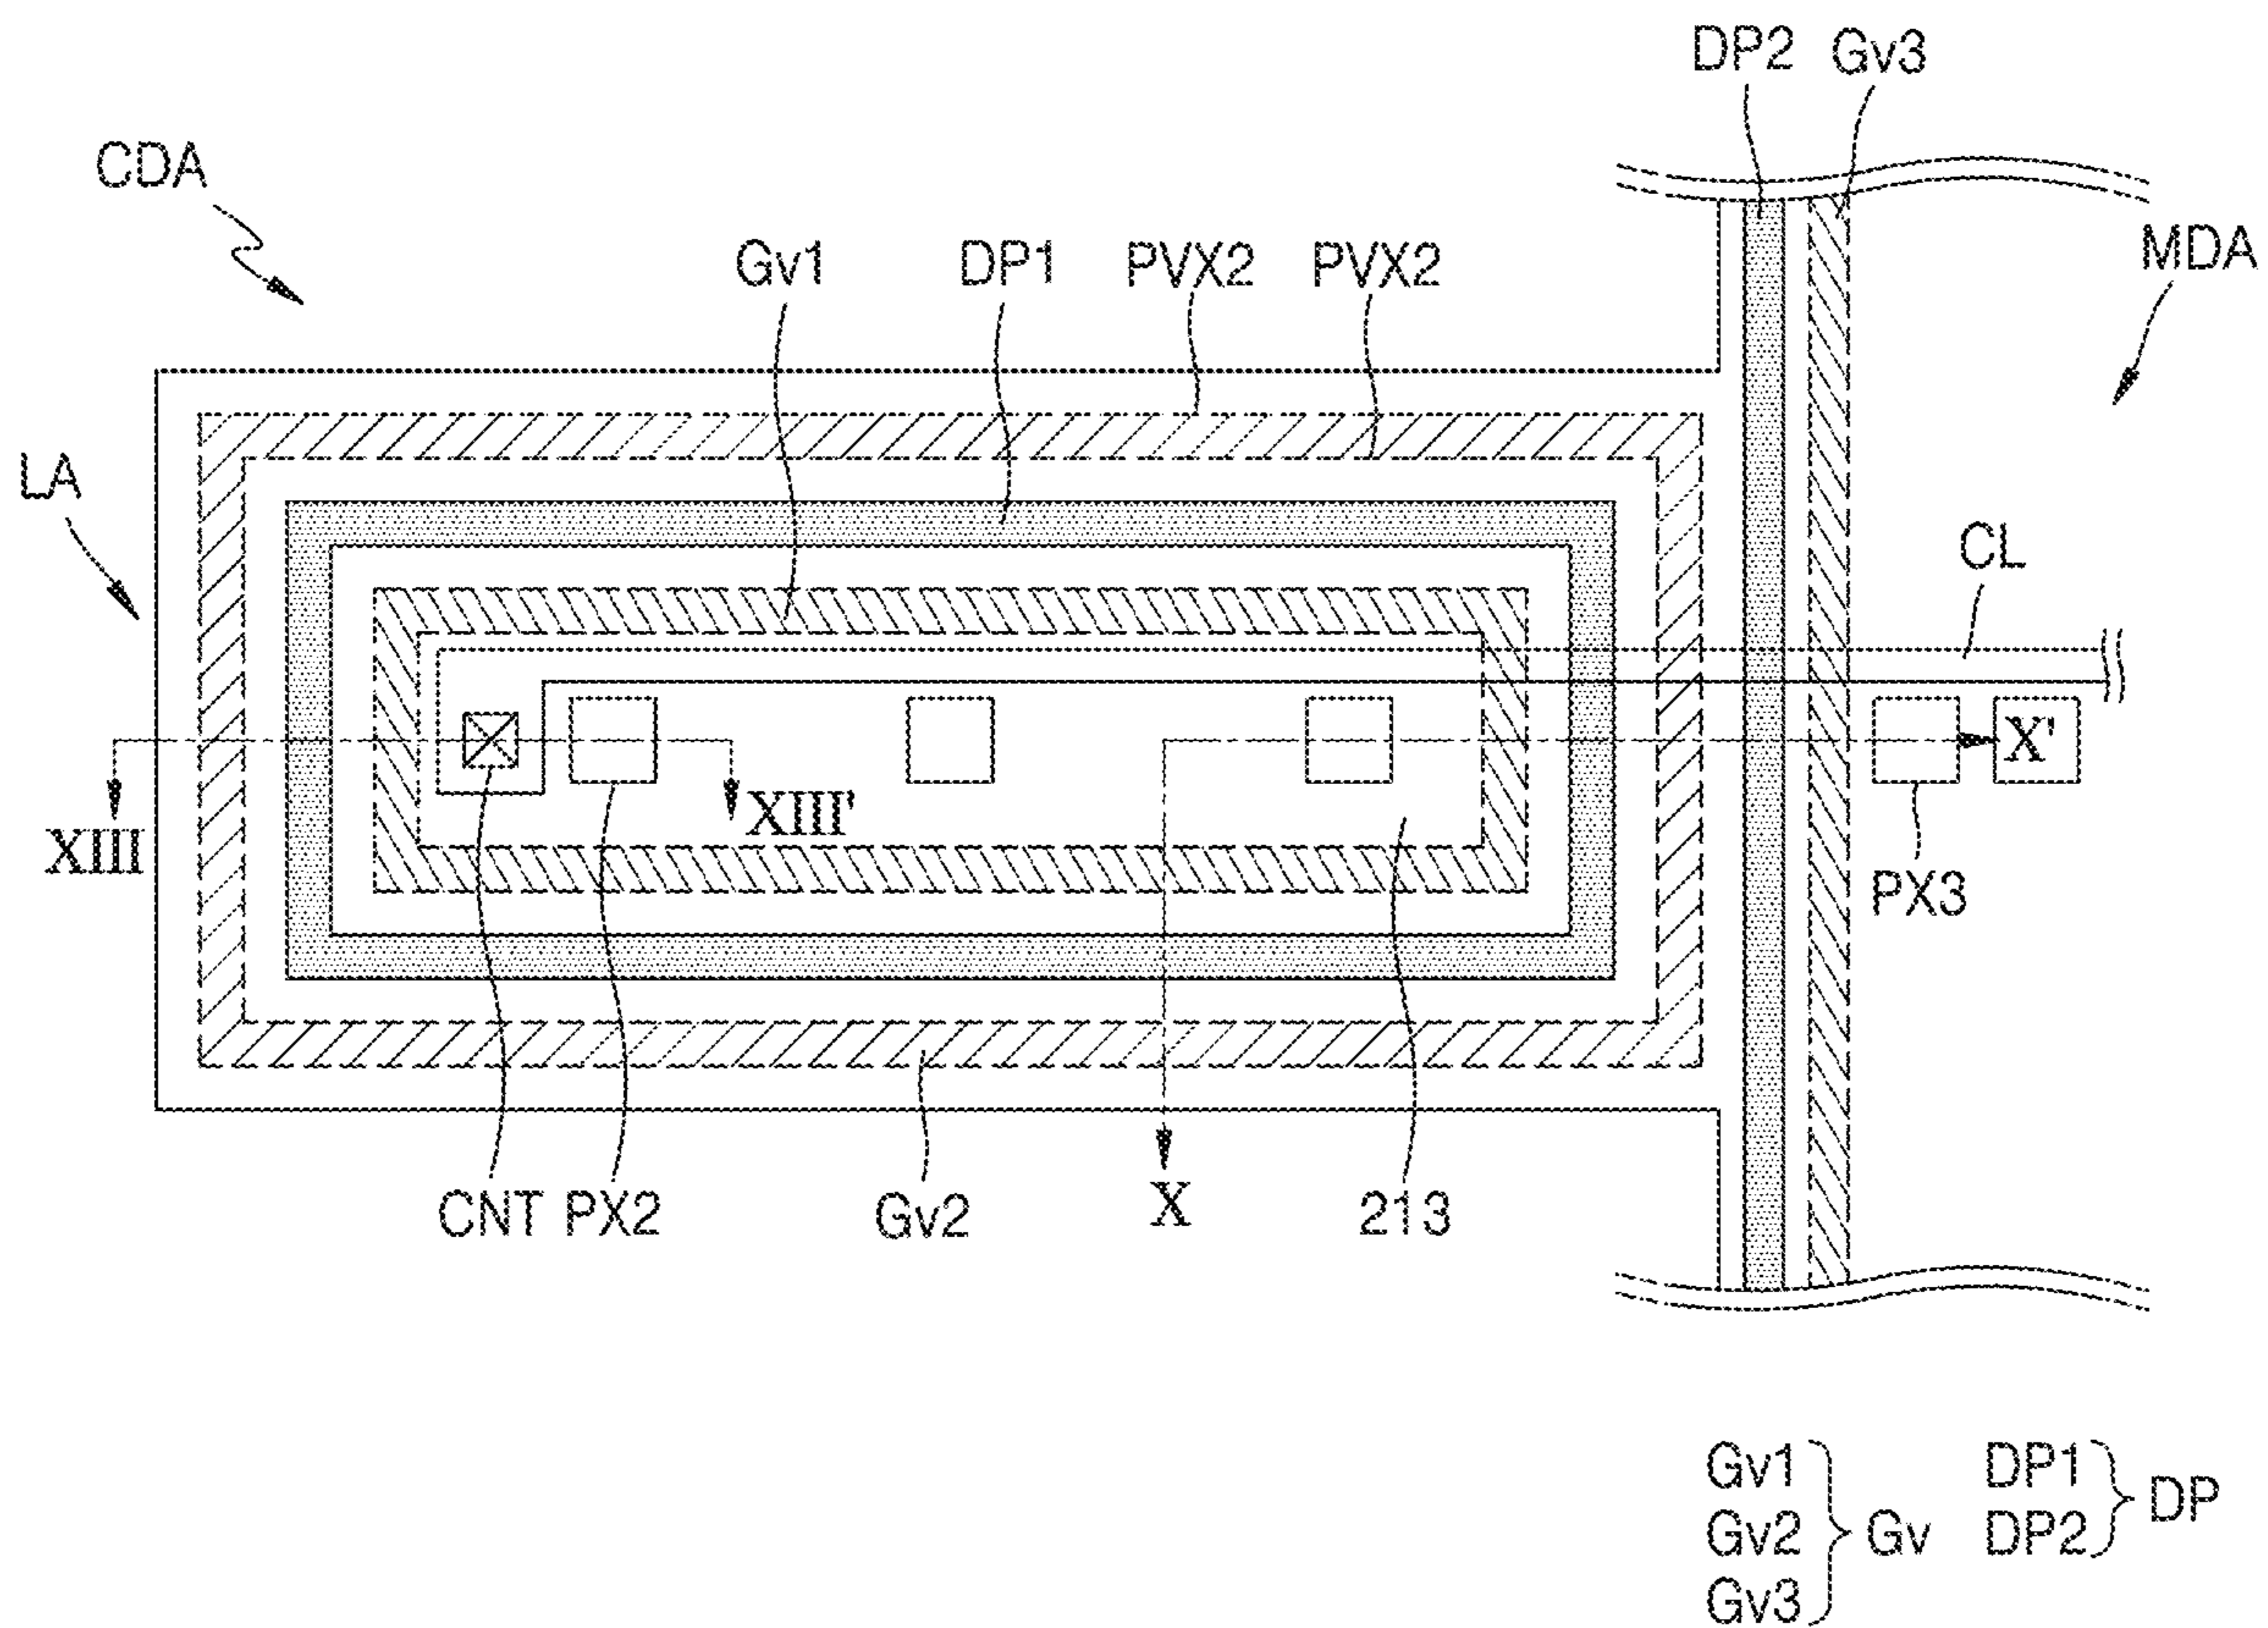 DP2 Gv3
CDA
Gv1 DP1 PVX2 PVX2 MDA
LA
CL
X'
XIII XIII'
PX3
CNT PX2 Gv2 X 213
Gv1 DP1
Gv2 Gv DP2 DP
Gv3